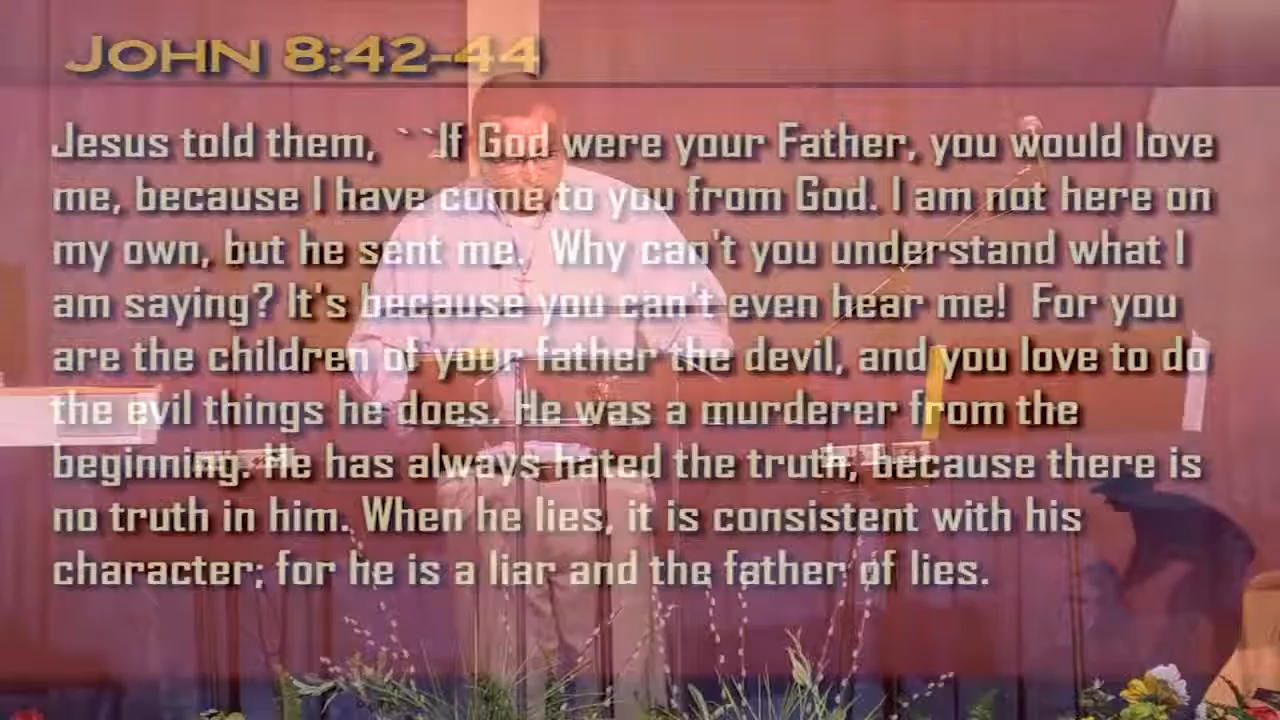 JOHN 8:42-44
Jesus told them, ``If God were your Father, you would love
me, because I have come to you from God. I am not here on
my own, but he sent me.  Why can't you understand what I
am saying? It's because you can't even hear me!  For you
are the children of your father the devil, and you love to do
the evil things he does. He was a murderer from the
beginning. He has always hated the truth, because there is
no truth in him. When he lies, it is consistent with his
character; for he is a liar and the father of lies.